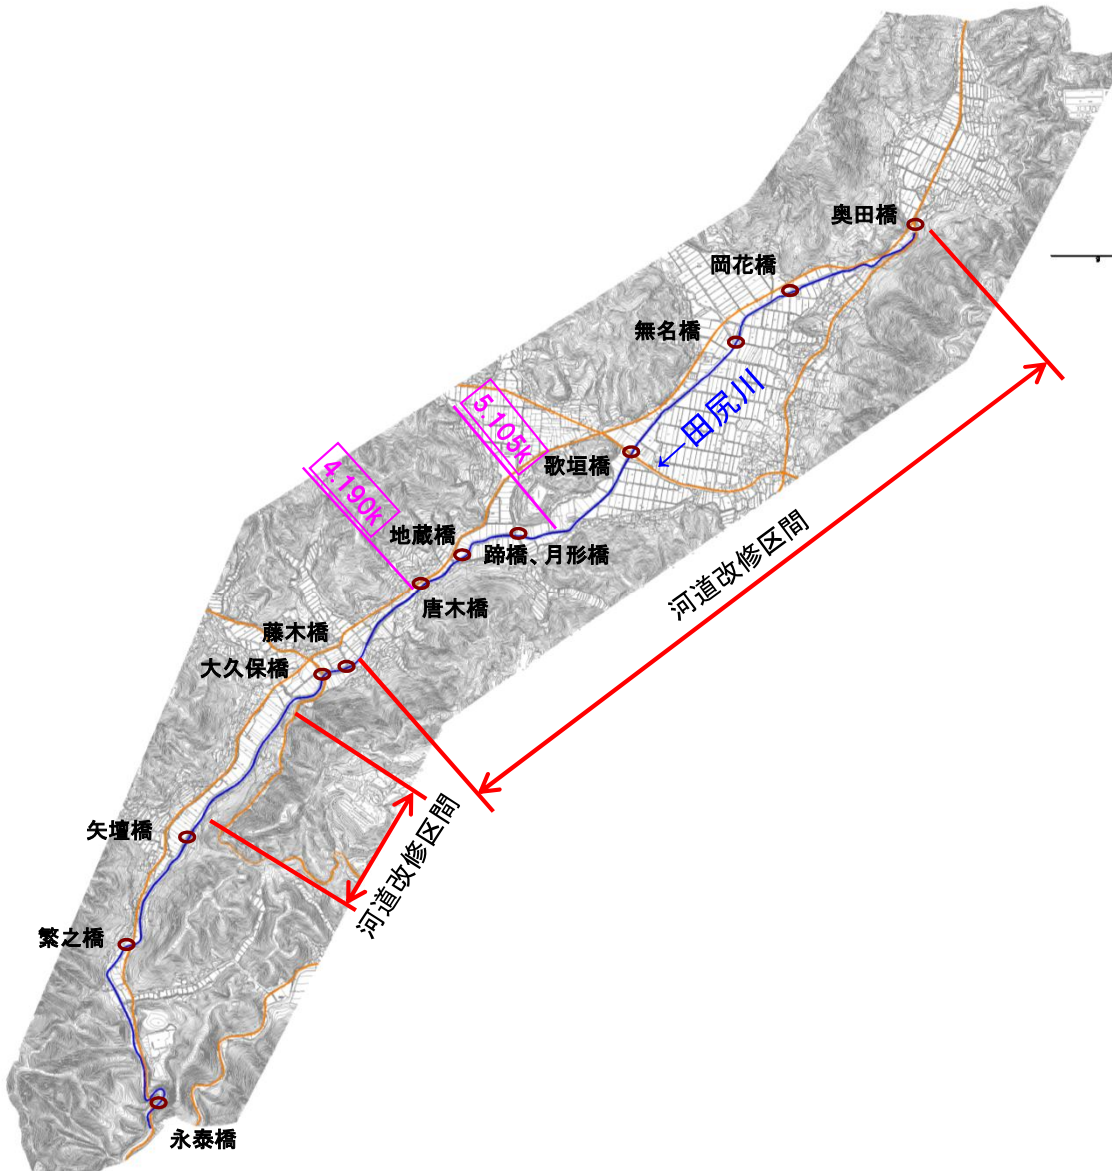 奥田橋
岡花橋
無名橋
←田尻川
5.105k
歌垣橋
4.190k
地蔵橋
蹄橋、月形橋
河道改修区間
唐木橋
藤木橋
大久保橋
矢壇橋
河道改修区間
繁之橋
永泰橋